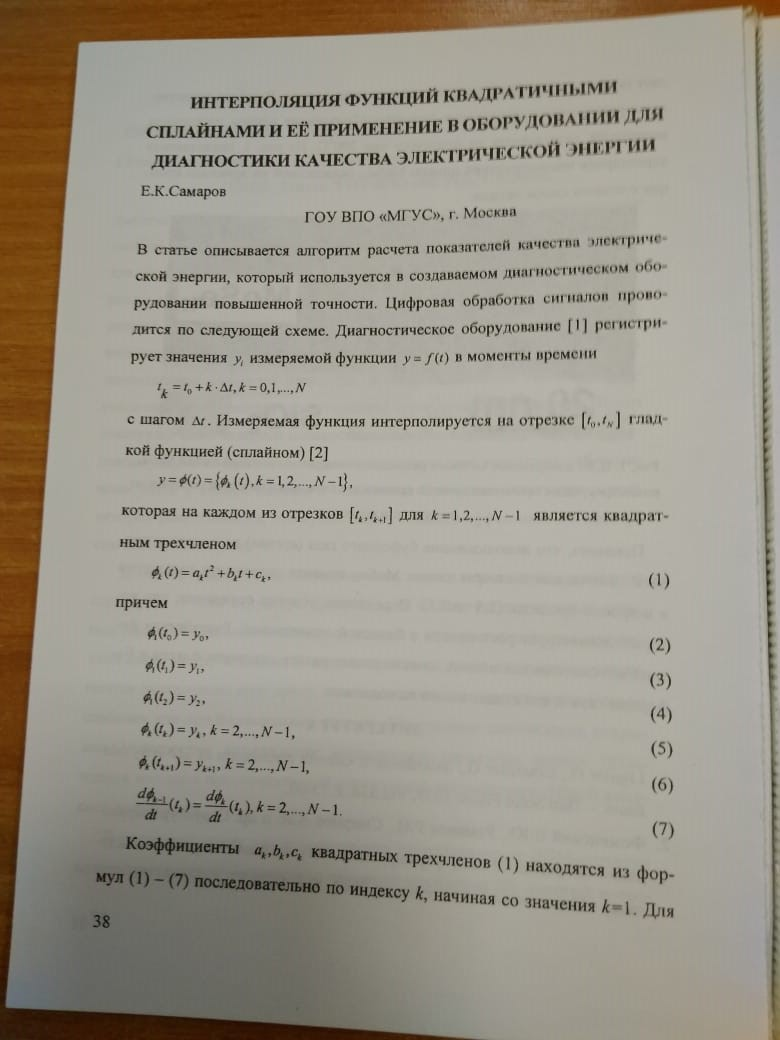 ИНТЕРПОЛЯЦИЯ ФУНКЦИЙ КВАДРАТИЧНЫМИ
СПЛАЙНАМИ И ЕЁ ПРИМЕНЕНИЕ В ОБОРУДОВАНИИ ДЛЯ
ДИАГНОСТИКИ КАЧЕСТВА ЭЛЕКТРИЧЕСКОЙ ЭНЕРГИИ
Е.К.Самаров
ГОУ ВПО «МГУС», г. Москва
В статье описывается алгоритм расчета показателей качества электриче-
ской энергии, который используется в создаваемом диагностическом обо-
рудовании повышенной точности. Цифровая обработка сигналов прово-
дится по следующей схеме. Диагностическое оборудование [1] регистри-
рует значения y_i измеряемой функции y = f(t) в моменты времени
t_k = t_0 + k·Δt, k = 0,1,...,N
с шагом Δt. Измеряемая функция интерполируется на отрезке [t_0,t_N] глад-
кой функцией (сплайном) [2]
y = ϕ(t) = {ϕ_k(t), k = 1,2,...,N−1},
которая на каждом из отрезков [t_k,t_{k+1}] для k = 1,2,...,N−1 является квадрат-
ным трехчленом
ϕ_k(t) = a_k t² + b_k t + c_k, (1)
причем
ϕ_1(t_0) = y_0, (2)
ϕ_1(t_1) = y_1, (3)
ϕ_1(t_2) = y_2, (4)
ϕ_k(t_k) = y_k, k = 2,...,N−1, (5)
ϕ_k(t_{k+1}) = y_{k+1}, k = 2,...,N−1, (6)
dϕ_{k−1}/dt (t_k) = dϕ_k/dt (t_k), k = 2,...,N−1. (7)
Коэффициенты a_k, b_k, c_k квадратных трехчленов (1) находятся из фор-
мул (1) – (7) последовательно по индексу k, начиная со значения k=1. Для
38